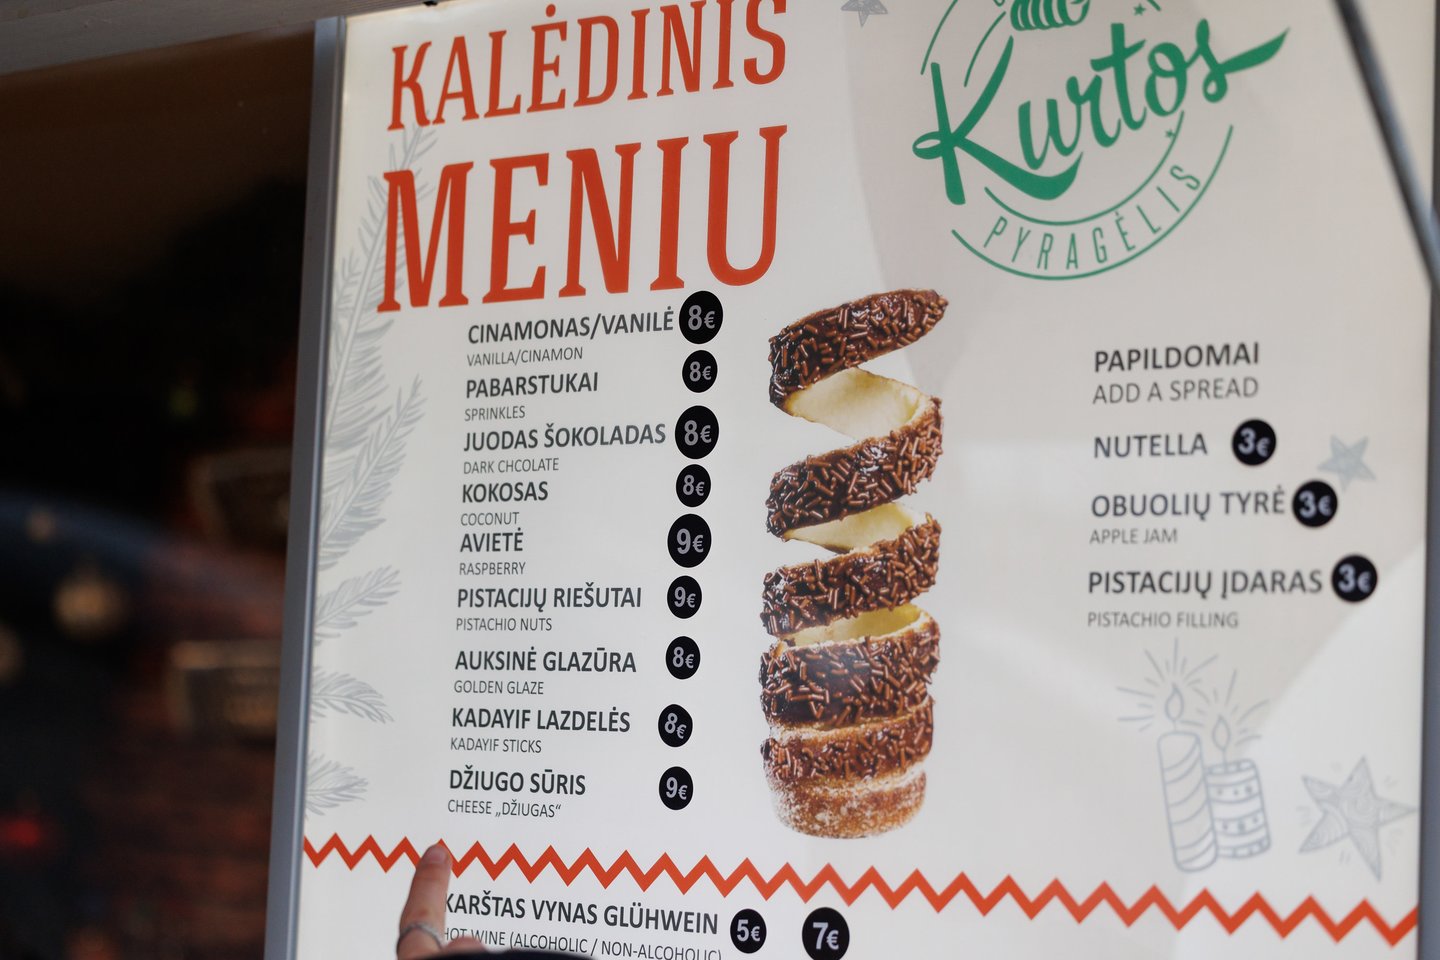 KALĖDINIS
MENIU
Kurtos
PYRAGĖLIS
CINAMONAS/VANILĖ 8€
VANILLA/CINAMON
PABARSTUKAI 8€
SPRINKLES
JUODAS ŠOKOLADAS 8€
DARK CHCOLATE
KOKOSAS 8€
COCONUT
AVIETĖ 9€
RASPBERRY
PISTACIJŲ RIEŠUTAI 9€
PISTACHIO NUTS
AUKSINĖ GLAZŪRA 8€
GOLDEN GLAZE
KADAYIF LAZDELĖS 8€
KADAYIF STICKS
DŽIUGO SŪRIS 9€
CHEESE „DŽIUGAS“
PAPILDOMAI
ADD A SPREAD
NUTELLA 3€
OBUOLIŲ TYRĖ 3€
APPLE JAM
PISTACIJŲ ĮDARAS 3€
PISTACHIO FILLING
KARŠTAS VYNAS GLÜHWEIN 5€ 7€
HOT WINE (ALCOHOLIC / NON-ALCOHOLIC)